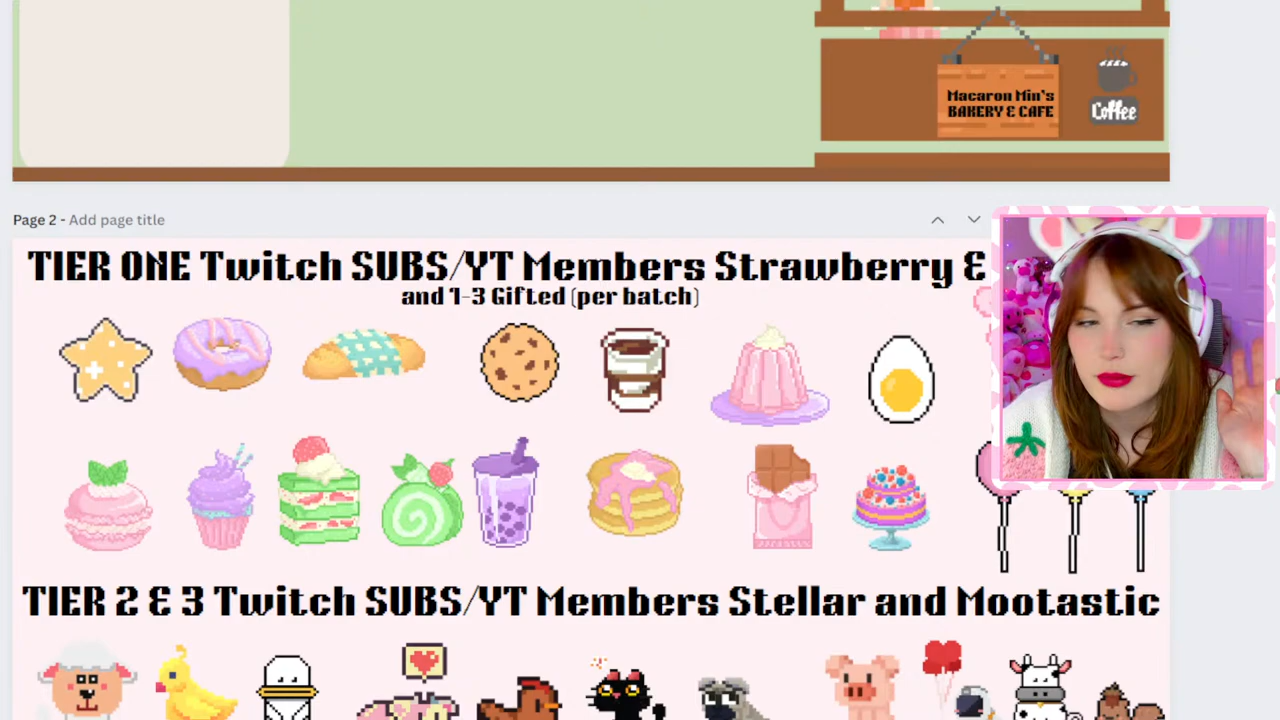 Macaron Min's
BAKERY & CAFE
Coffee
Page 2 - Add page title
TIER ONE Twitch SUBS/YT Members Strawberry &
and 1-3 Gifted (per batch)
TIER 2 & 3 Twitch SUBS/YT Members Stellar and Mootastic